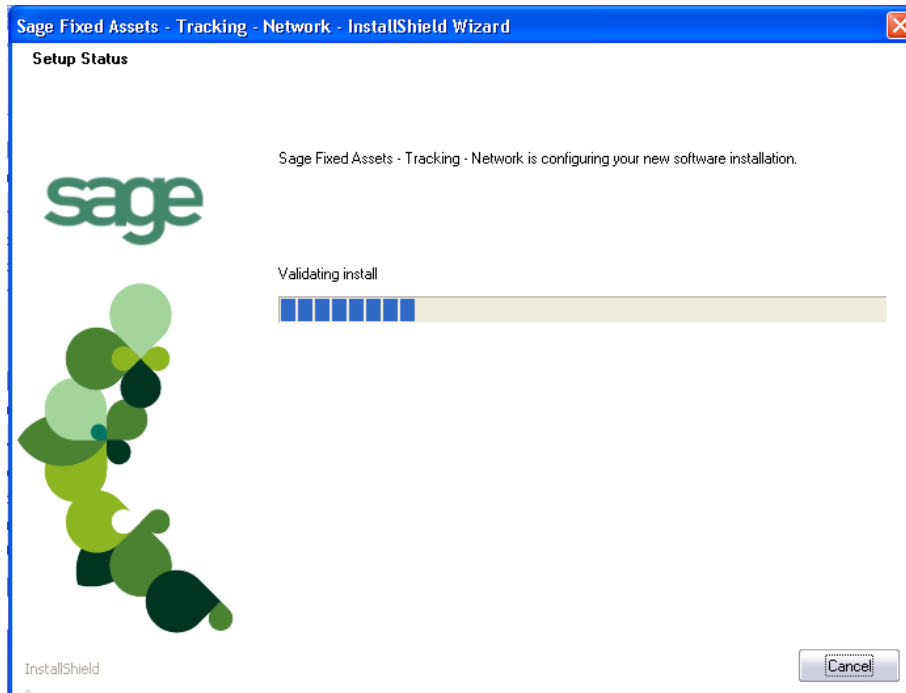 Sage Fixed Assets - Tracking - Network - InstallShield Wizard
Setup Status
Sage Fixed Assets - Tracking - Network is configuring your new software installation.
sage
Validating install
InstallShield
Cancel